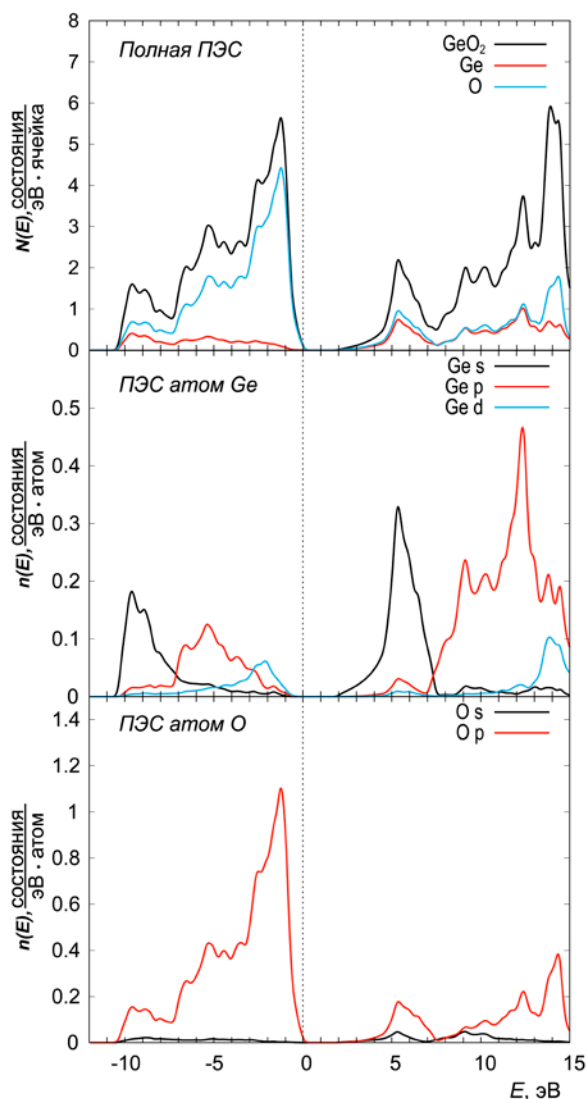 Полная ПЭС
GeO₂
Ge
O
N(E), состояния
эВ · ячейка
8
7
6
5
4
3
2
1
0
ПЭС атом Ge
Ge s
Ge p
Ge d
n(E), состояния
эВ · атом
0.5
0.4
0.3
0.2
0.1
0
ПЭС атом O
O s
O p
n(E), состояния
эВ · атом
1.4
1.2
1
0.8
0.6
0.4
0.2
0
-10 -5 0 5 10 15
E, эВ